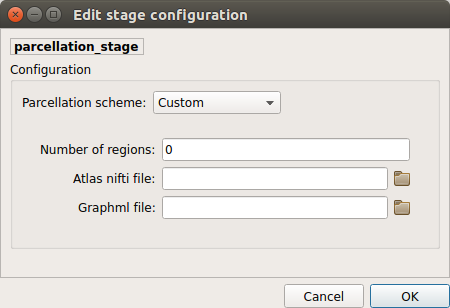 Edit stage configuration
parcellation_stage
Configuration
Parcellation scheme: Custom
Number of regions: 0
Atlas nifti file:
Graphml file:
Cancel OK